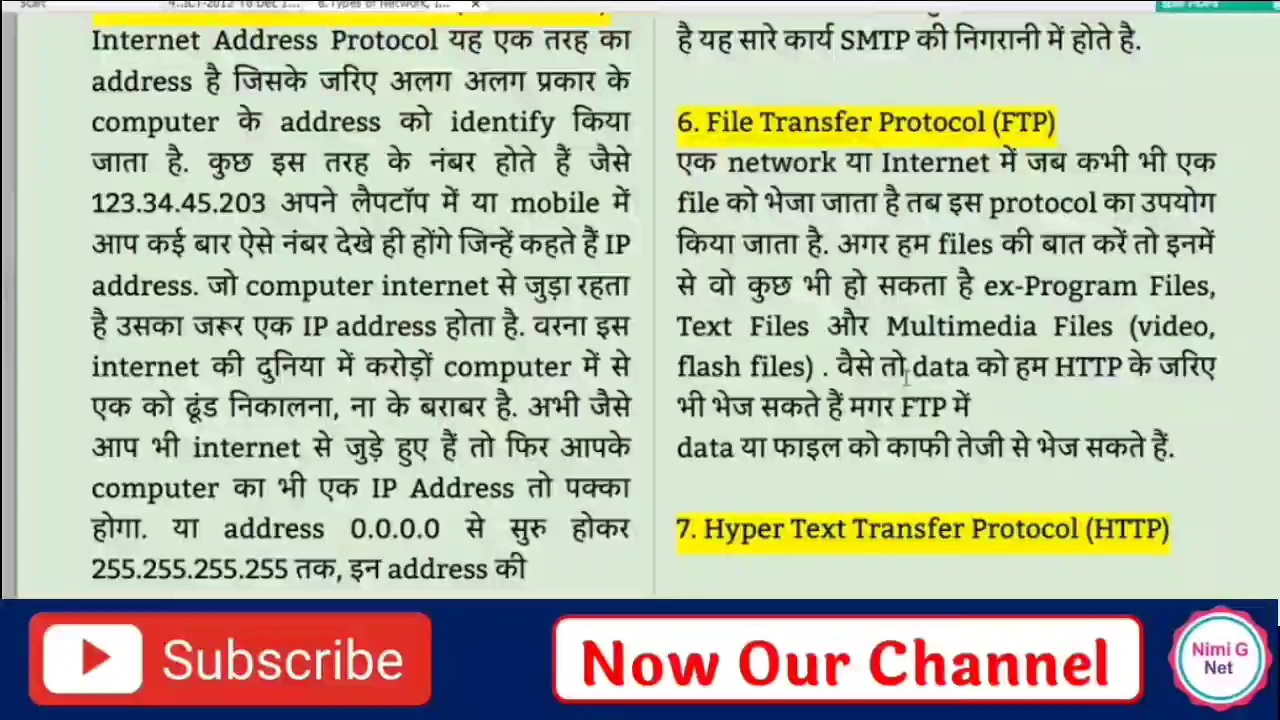 Internet Address Protocol यह एक तरह का
address है जिसके जरिए अलग अलग प्रकार के
computer के address को identify किया
जाता है. कुछ इस तरह के नंबर होते हैं जैसे
123.34.45.203 अपने लैपटॉप में या mobile में
आप कई बार ऐसे नंबर देखे ही होंगे जिन्हें कहते हैं IP
address. जो computer internet से जुड़ा रहता
है उसका जरूर एक IP address होता है. वरना इस
internet की दुनिया में करोड़ों computer में से
एक को ढूंड निकालना, ना के बराबर है. अभी जैसे
आप भी internet से जुड़े हुए हैं तो फिर आपके
computer का भी एक IP Address तो पक्का
होगा. या address 0.0.0.0 से सुरु होकर
255.255.255.255 तक, इन address की
है यह सारे कार्य SMTP की निगरानी में होते है.
6. File Transfer Protocol (FTP)
एक network या Internet में जब कभी भी एक
file को भेजा जाता है तब इस protocol का उपयोग
किया जाता है. अगर हम files की बात करें तो इनमें
से वो कुछ भी हो सकता है ex-Program Files,
Text Files और Multimedia Files (video,
flash files) . वैसे तो data को हम HTTP के जरिए
भी भेज सकते हैं मगर FTP में
data या फाइल को काफी तेजी से भेज सकते हैं.
7. Hyper Text Transfer Protocol (HTTP)
Subscribe
Now Our Channel
Nimi G
Net